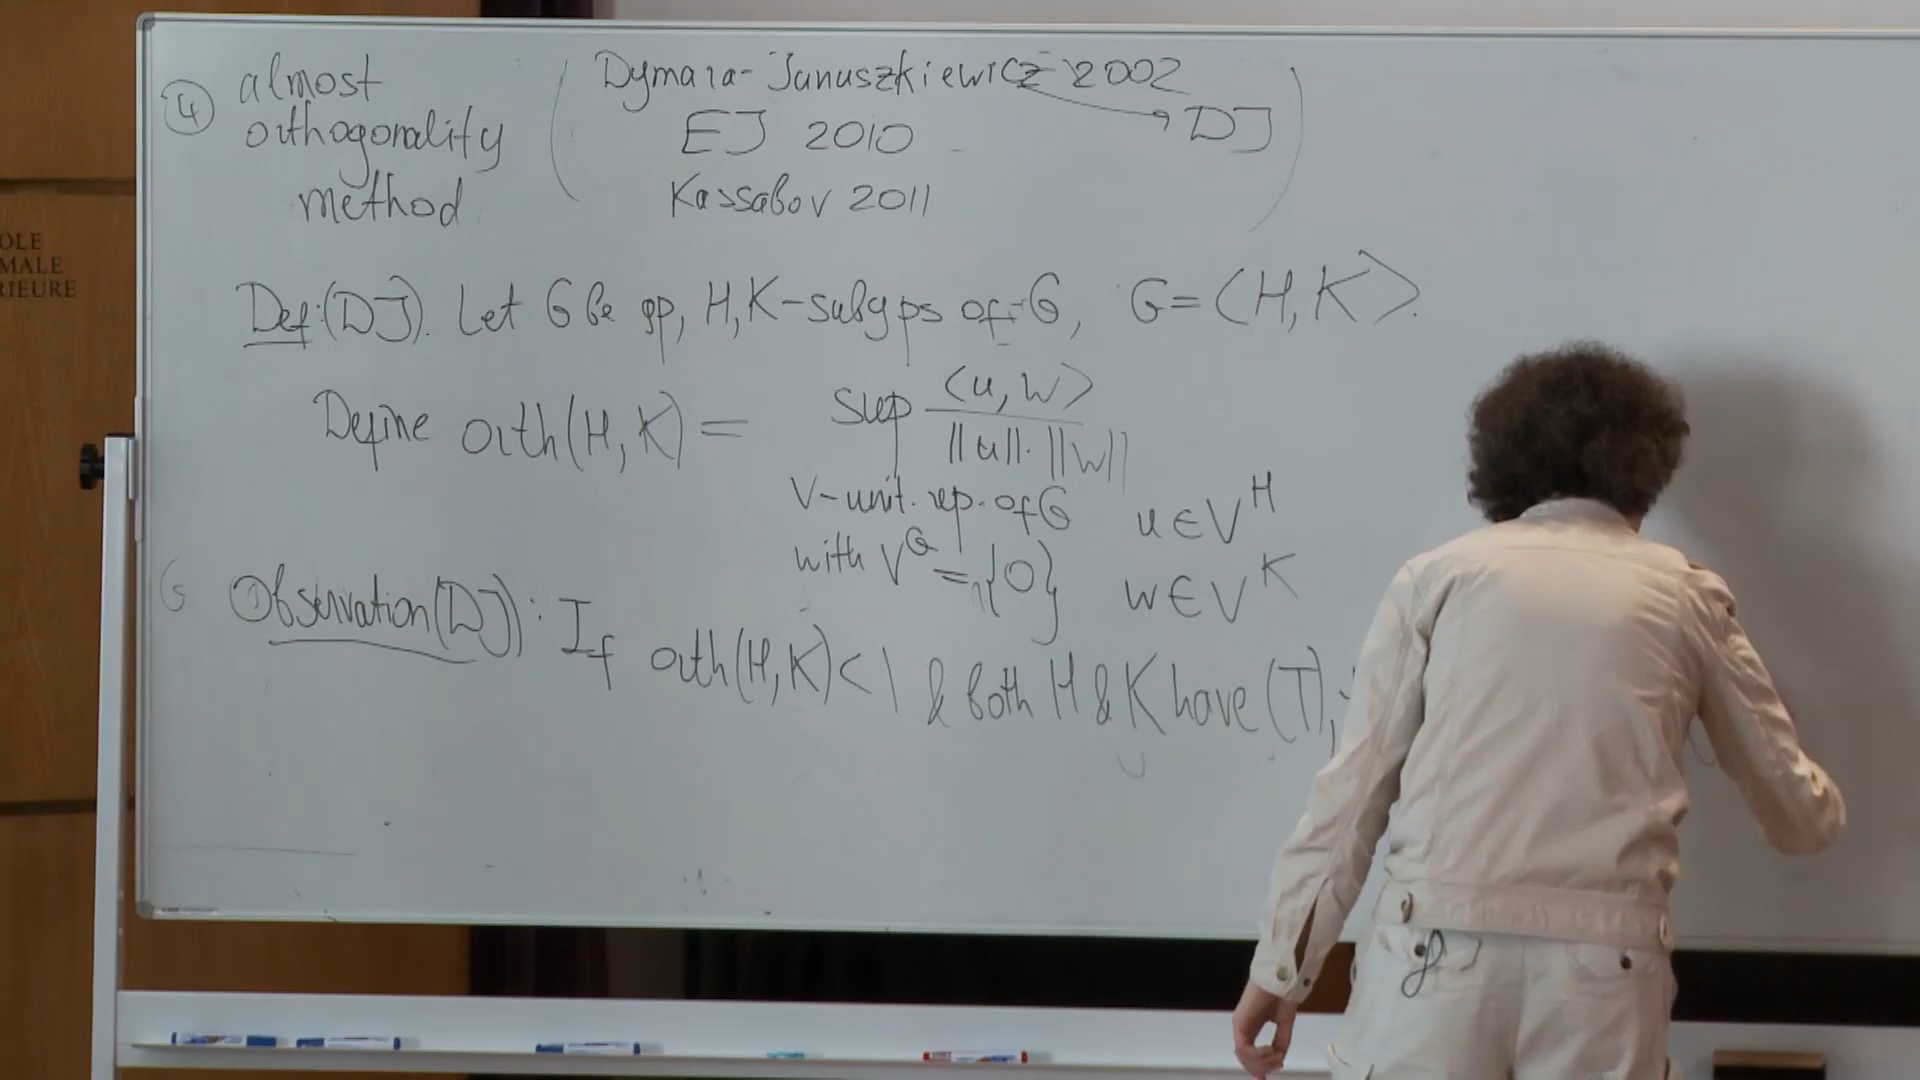 ④ almost orthogonality method
(Dymara-Januszkiewicz 2002 → DJ
EJ 2010
Kassabov 2011)
Def:(DJ). Let G be gp, H,K-subgps of G, G=⟨H,K⟩.
Define orth(H,K) = sup ⟨u,w⟩ / ||u||·||w||
V-unit. rep. of G u∈V^H
with V^G = {0} w∈V^K
Observation(DJ): If orth(H,K)<1 & both H & K have (T),
OLE
MALE
RIEURE